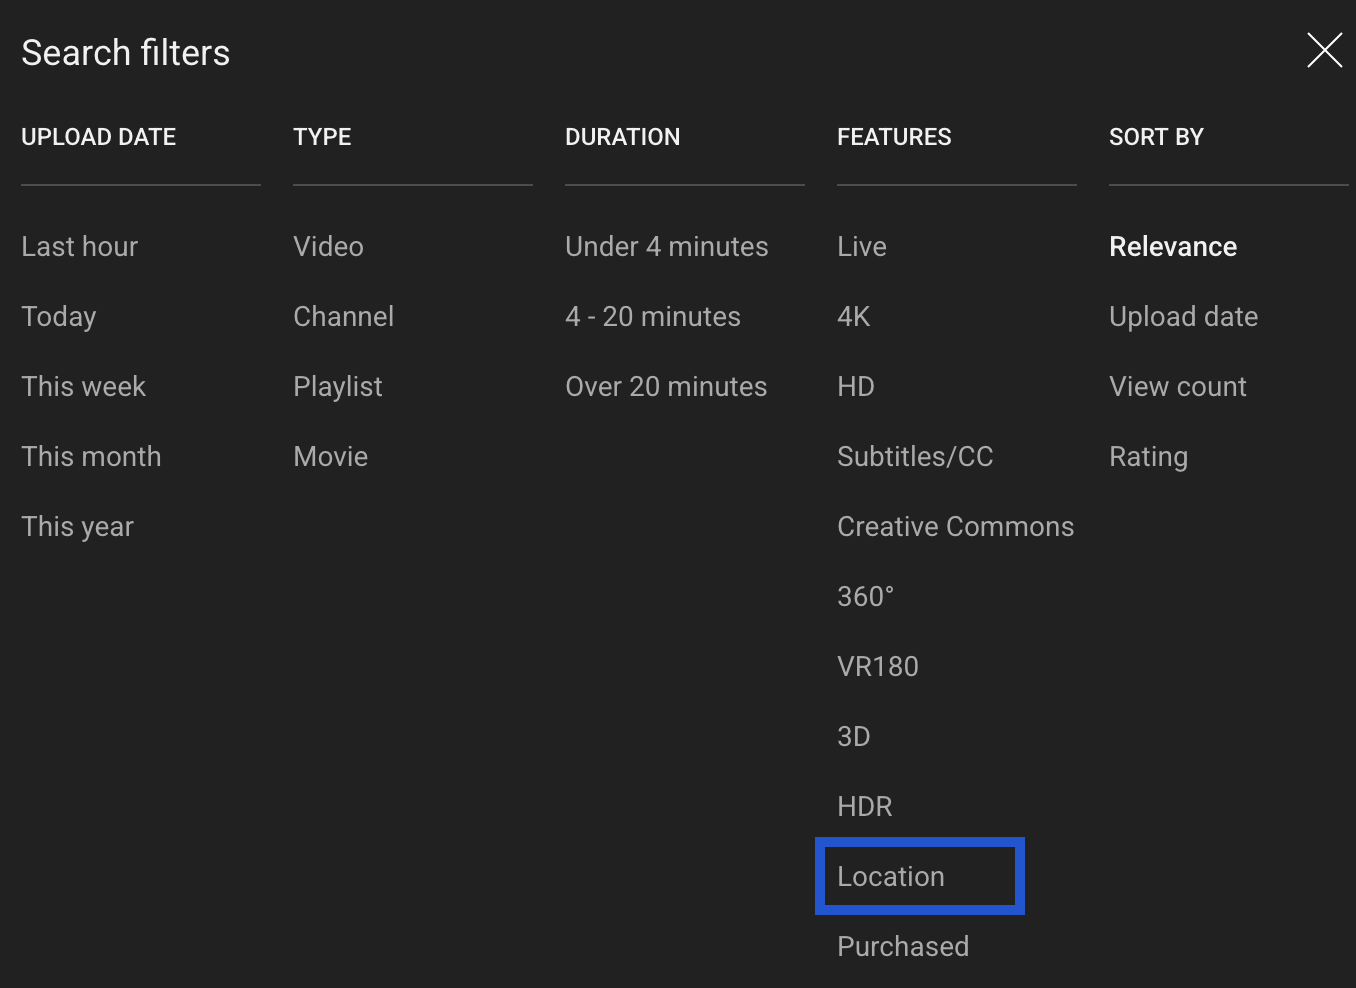 Search filters
UPLOAD DATE
Last hour
Today
This week
This month
This year
TYPE
Video
Channel
Playlist
Movie
DURATION
Under 4 minutes
4 - 20 minutes
Over 20 minutes
FEATURES
Live
4K
HD
Subtitles/CC
Creative Commons
360°
VR180
3D
HDR
Location
Purchased
SORT BY
Relevance
Upload date
View count
Rating